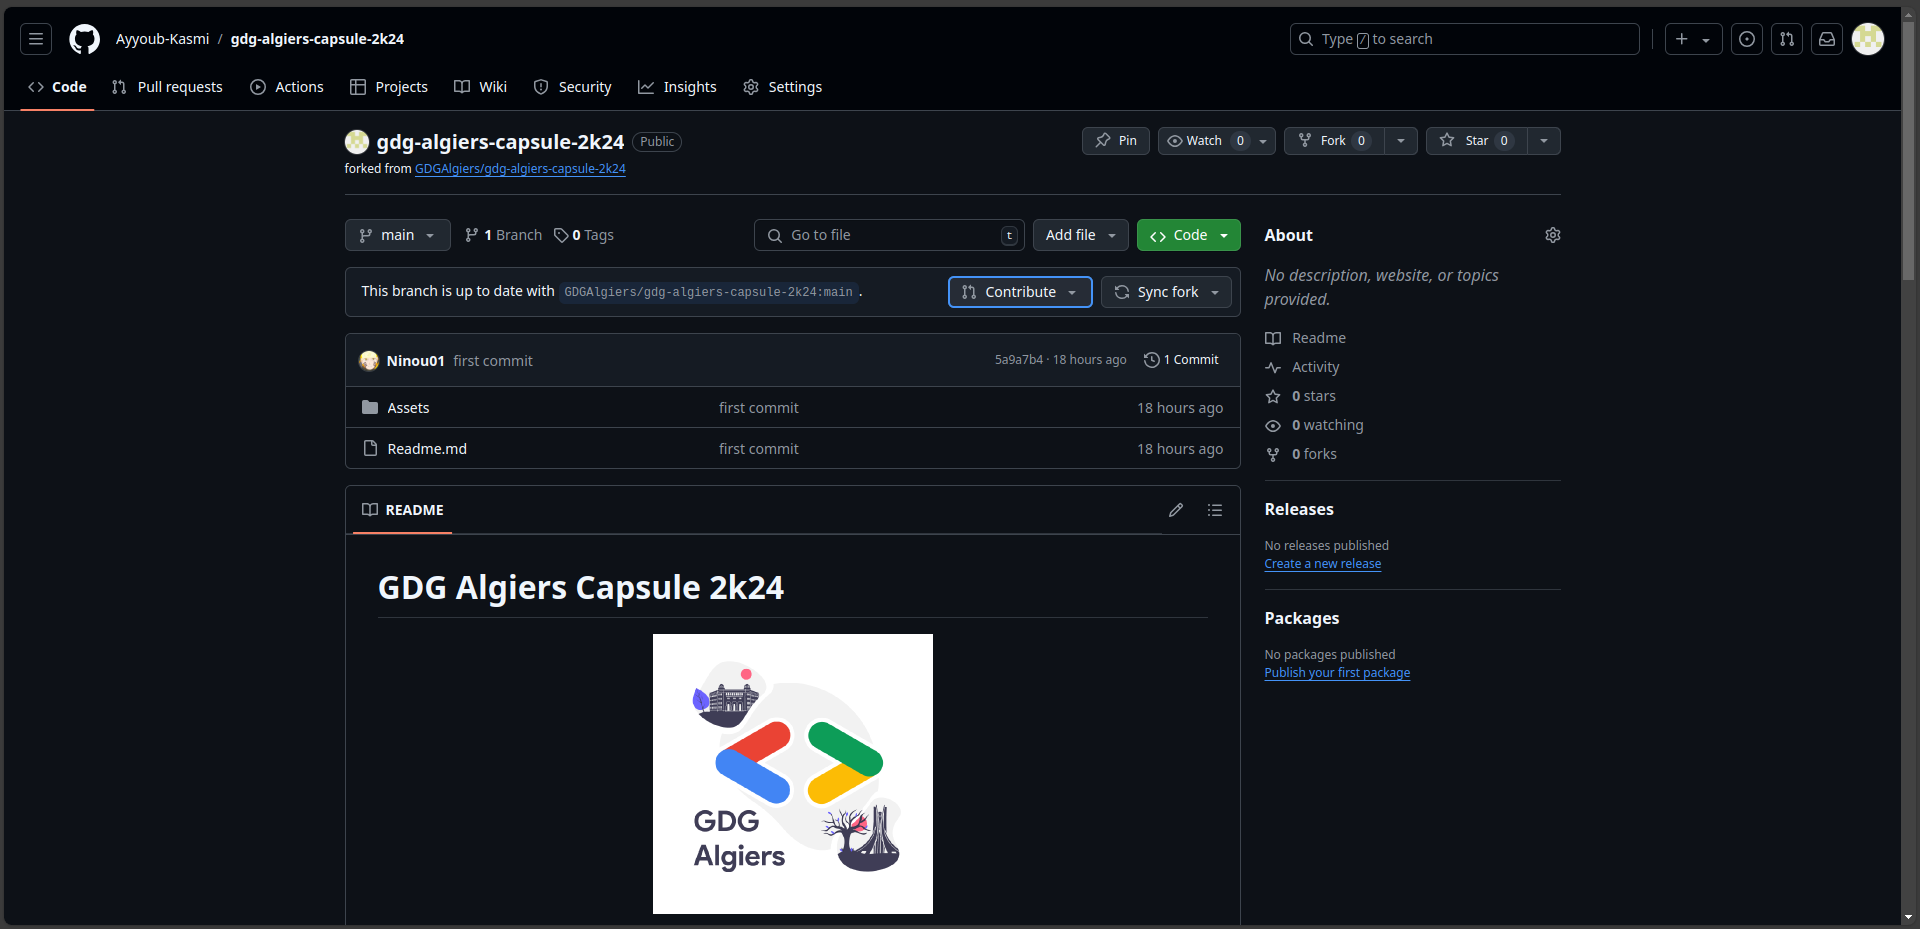 Ayyoub-Kasmi / gdg-algiers-capsule-2k24
Type / to search
Code Pull requests Actions Projects Wiki Security Insights Settings
gdg-algiers-capsule-2k24 Public
Pin Watch 0 Fork 0 Star 0
forked from GDGAlgiers/gdg-algiers-capsule-2k24
main 1 Branch 0 Tags
Go to file t Add file Code
This branch is up to date with GDGAlgiers/gdg-algiers-capsule-2k24:main .
Contribute Sync fork
Ninou01 first commit 5a9a7b4 · 18 hours ago 1 Commit
Assets first commit 18 hours ago
Readme.md first commit 18 hours ago
README
GDG Algiers Capsule 2k24
GDG
Algiers
About
No description, website, or topics
provided.
Readme
Activity
0 stars
0 watching
0 forks
Releases
No releases published
Create a new release
Packages
No packages published
Publish your first package